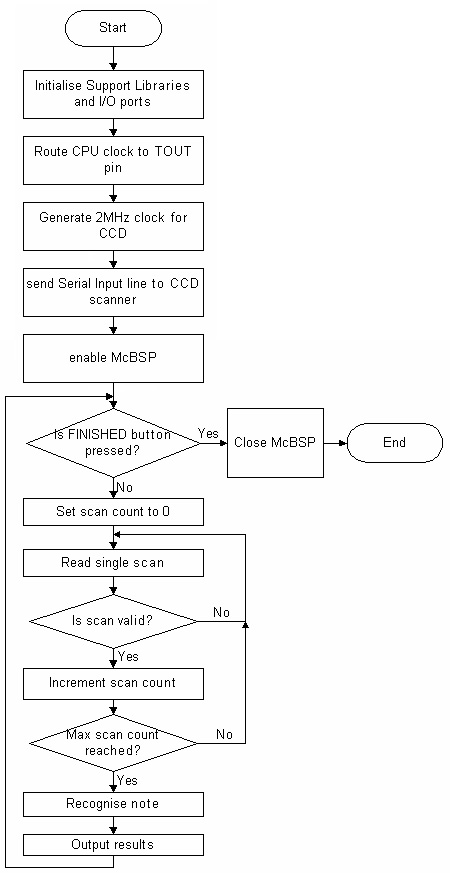 Start
Initialise Support Libraries
and I/O ports
Route CPU clock to TOUT
pin
Generate 2MHz clock for
CCD
send Serial Input line to CCD
scanner
enable McBSP
Is FINISHED button
pressed?
Yes
Close McBSP
End
No
Set scan count to 0
Read single scan
Is scan valid?
No
Yes
Increment scan count
Max scan count
reached?
No
Yes
Recognise note
Output results